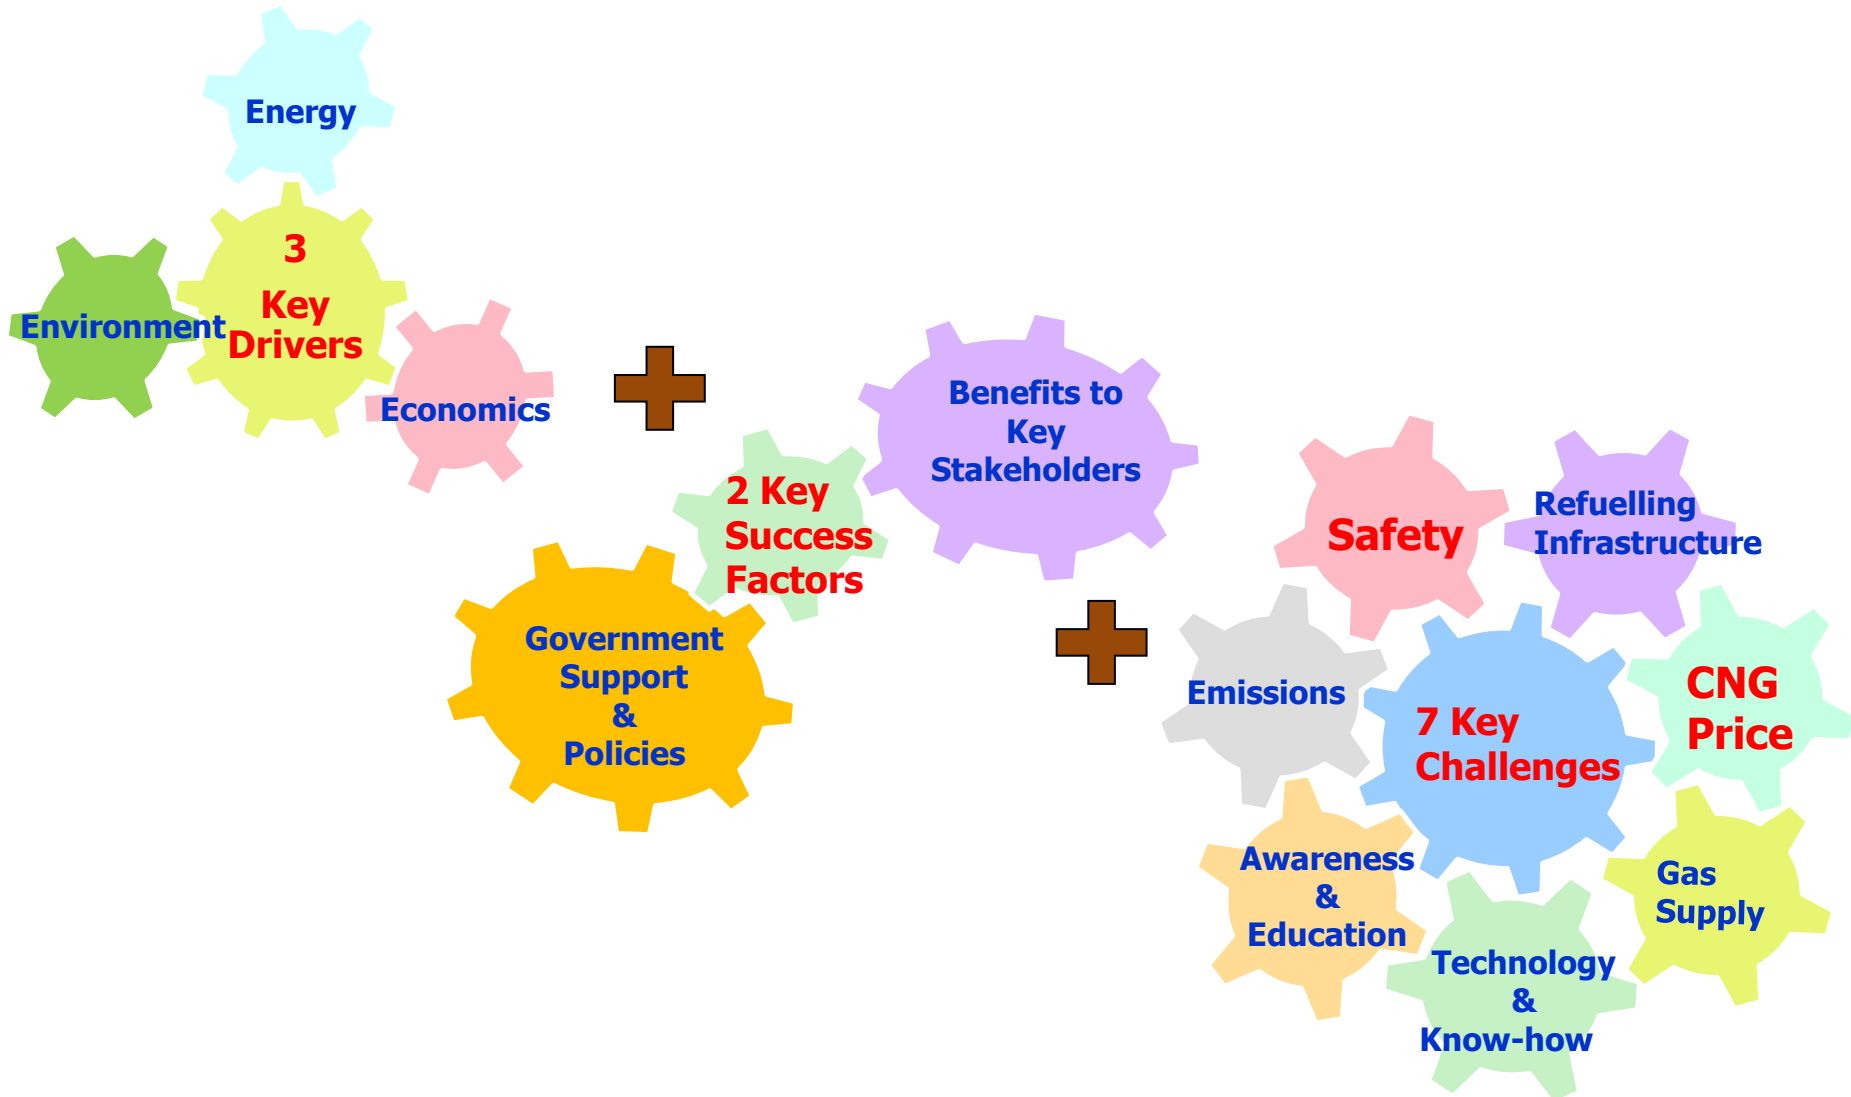 Energy
3
Key
Drivers
Environment
Economics
2 Key
Success
Factors
Benefits to
Key
Stakeholders
Government
Support
&
Policies
7 Key
Challenges
Safety
Refuelling
Infrastructure
Emissions
CNG
Price
Awareness
&
Education
Gas
Supply
Technology
&
Know-how